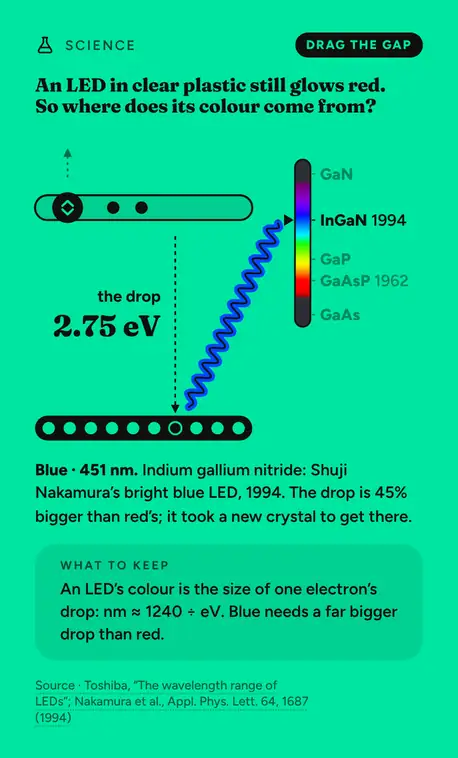 SCIENCE
DRAG THE GAP
An LED in clear plastic still glows red.
So where does its colour come from?
GaN
InGaN 1994
GaP
GaAsP 1962
GaAs
the drop
2.75 eV
Blue · 451 nm. Indium gallium nitride: Shuji
Nakamura’s bright blue LED, 1994. The drop is 45%
bigger than red’s; it took a new crystal to get there.
WHAT TO KEEP
An LED’s colour is the size of one electron’s
drop: nm ≈ 1240 ÷ eV. Blue needs a far bigger
drop than red.
Source · Toshiba, “The wavelength range of
LEDs”; Nakamura et al., Appl. Phys. Lett. 64, 1687
(1994)